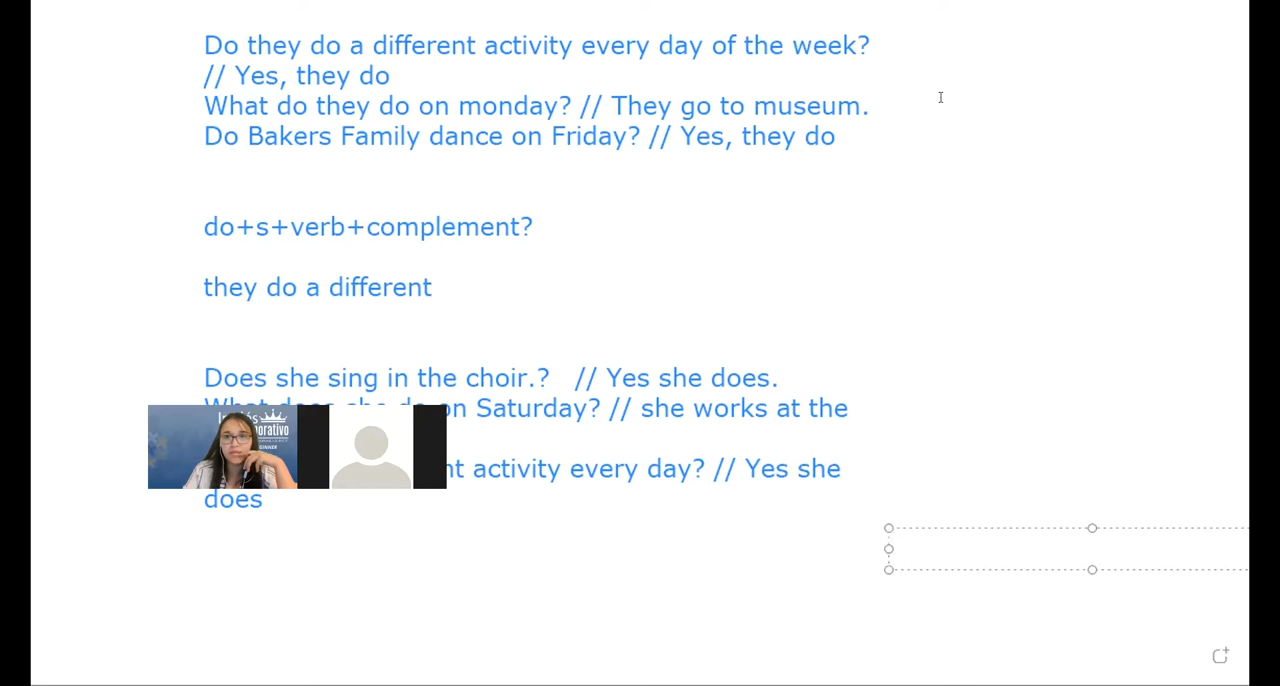 Do they do a different activity every day of the week?
// Yes, they do
What do they do on monday? // They go to museum.
Do Bakers Family dance on Friday? // Yes, they do
do+s+verb+complement?
they do a different
Does she sing in the choir.? // Yes she does.
on Saturday? // she works at the
activity every day? // Yes she
does